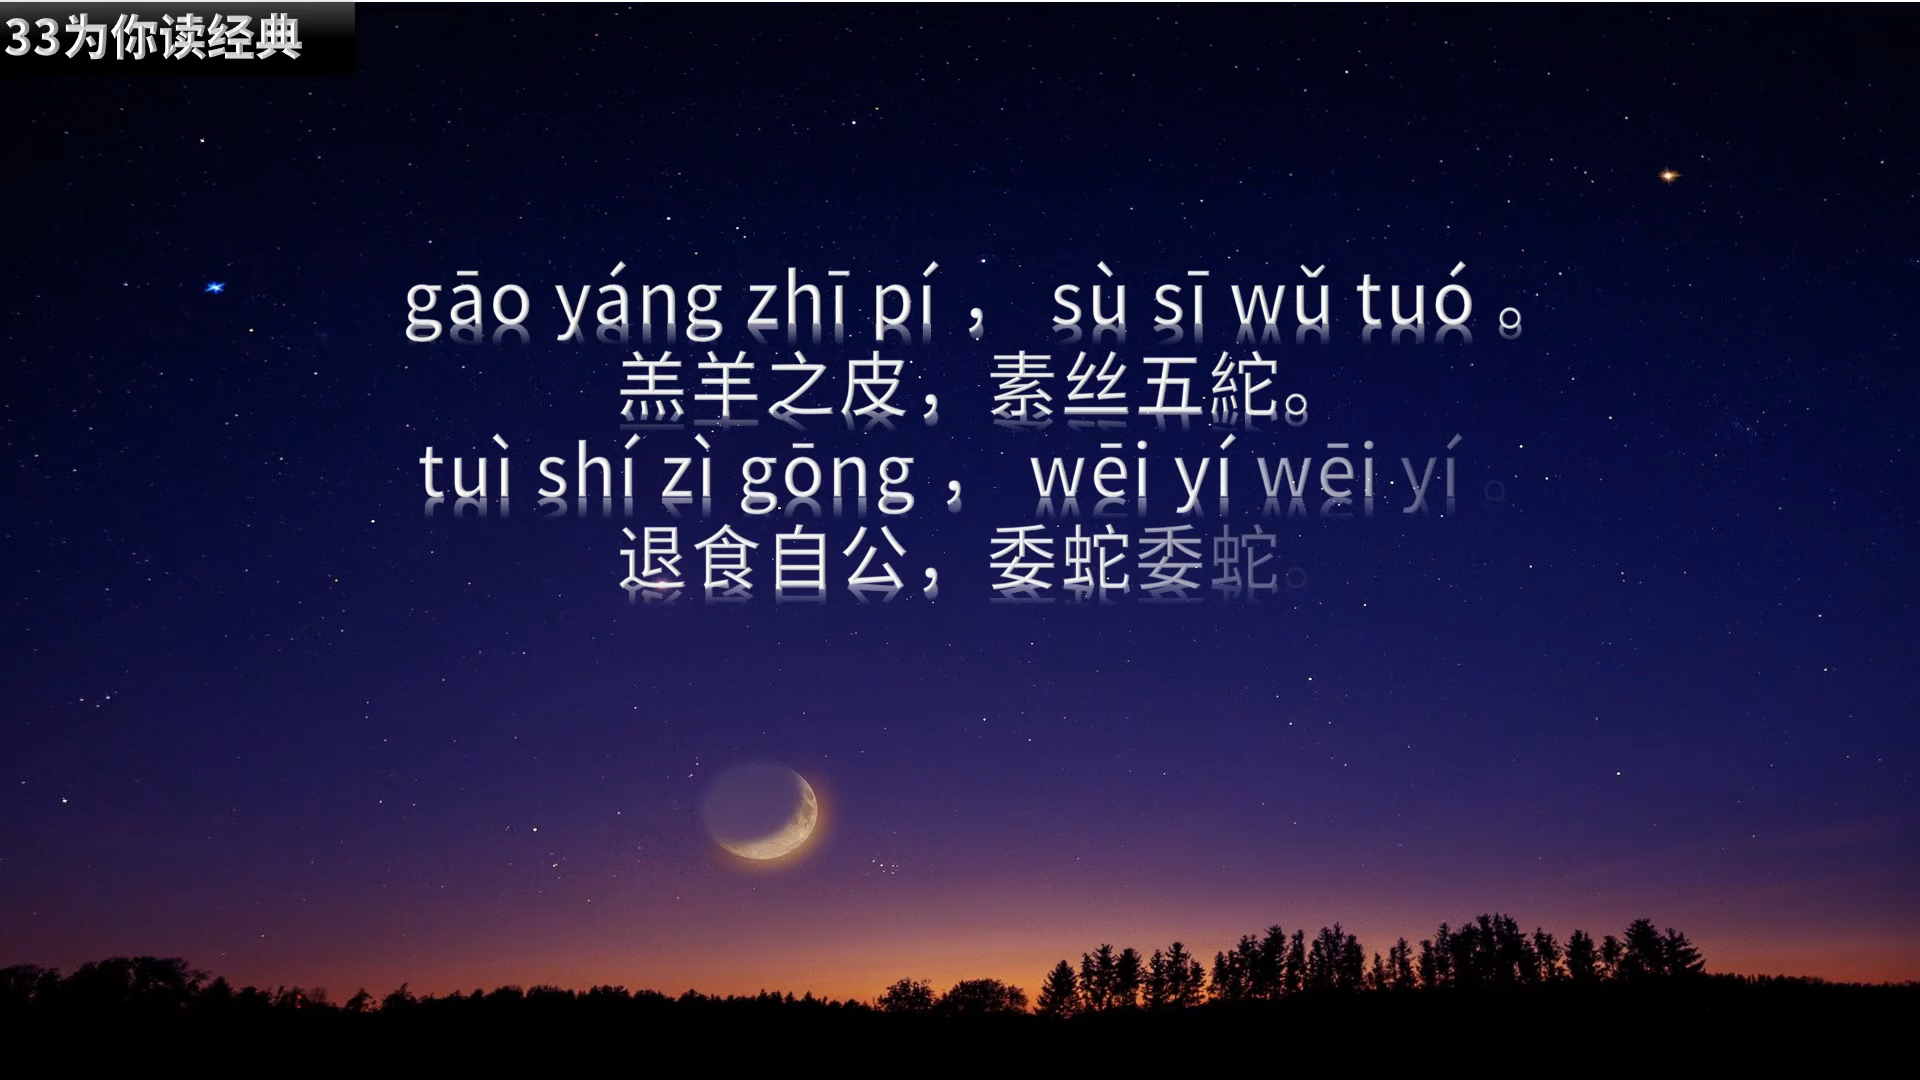 33为你读经典
gāo yáng zhī pí ， sù sī wǔ tuó 。
羔羊之皮，素丝五紽。
tuì shí zì gōng ， wēi yí wēi yí 。
退食自公，委蛇委蛇。